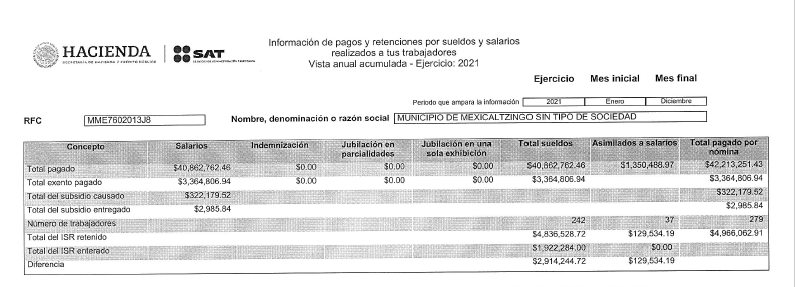 Información de pagos y retenciones por sueldos y salarios
HACIENDA
SAT
realizados a tus trabajadores
SECRETARÍA DE HACIENDA Y CRÉDITO PÚBLICO
Vista anual acumulada - Ejercicio: 2021
Ejercicio Mes inicial Mes final
Periodo que ampara la información 2021 Enero Diciembre
RFC MME7602013J8 Nombre, denominación o razón social MUNICIPIO DE MEXICALTZINGO SIN TIPO DE SOCIEDAD
Concepto Salarios Indemnización Jubilación en parcialidades Jubilación en una sola exhibición Total sueldos Asimilados a salarios Total pagado por nómina
Total pagado $40,862,762.46 $0.00 $0.00 $0.00 $40,862,762.46 $1,350,488.97 $42,213,251.43
Total exento pagado $3,364,806.94 $0.00 $0.00 $0.00 $3,364,806.94 $3,364,806.94
Total del subsidio causado $322,179.52 $322,179.52
Total del subsidio entregado $2,985.84 $2,985.84
Número de trabajadores 242 37 279
Total del ISR retenido $4,836,528.72 $129,534.19 $4,966,062.91
Total del ISR enterado $1,922,284.00 $0.00
Diferencia $2,914,244.72 $129,534.19